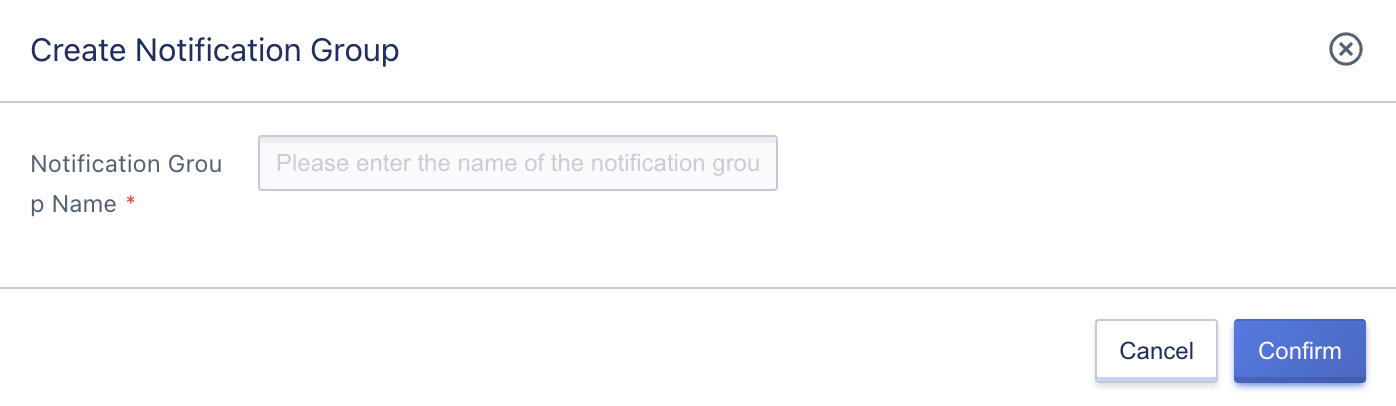 Create Notification Group
Notification Grou
p Name *
Please enter the name of the notification grou
Cancel
Confirm